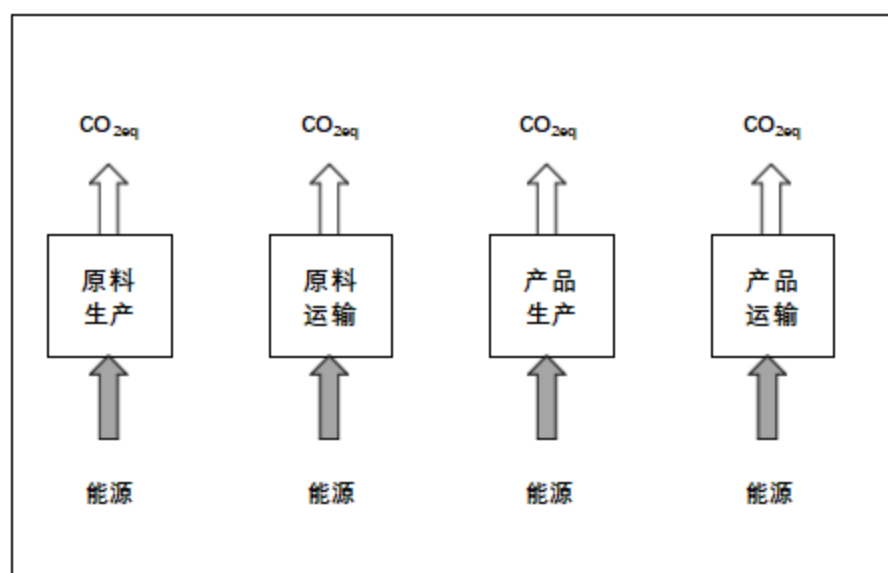 CO₂eq CO₂eq CO₂eq CO₂eq
原料 原料 产品 产品
生产 运输 生产 运输
能源 能源 能源 能源